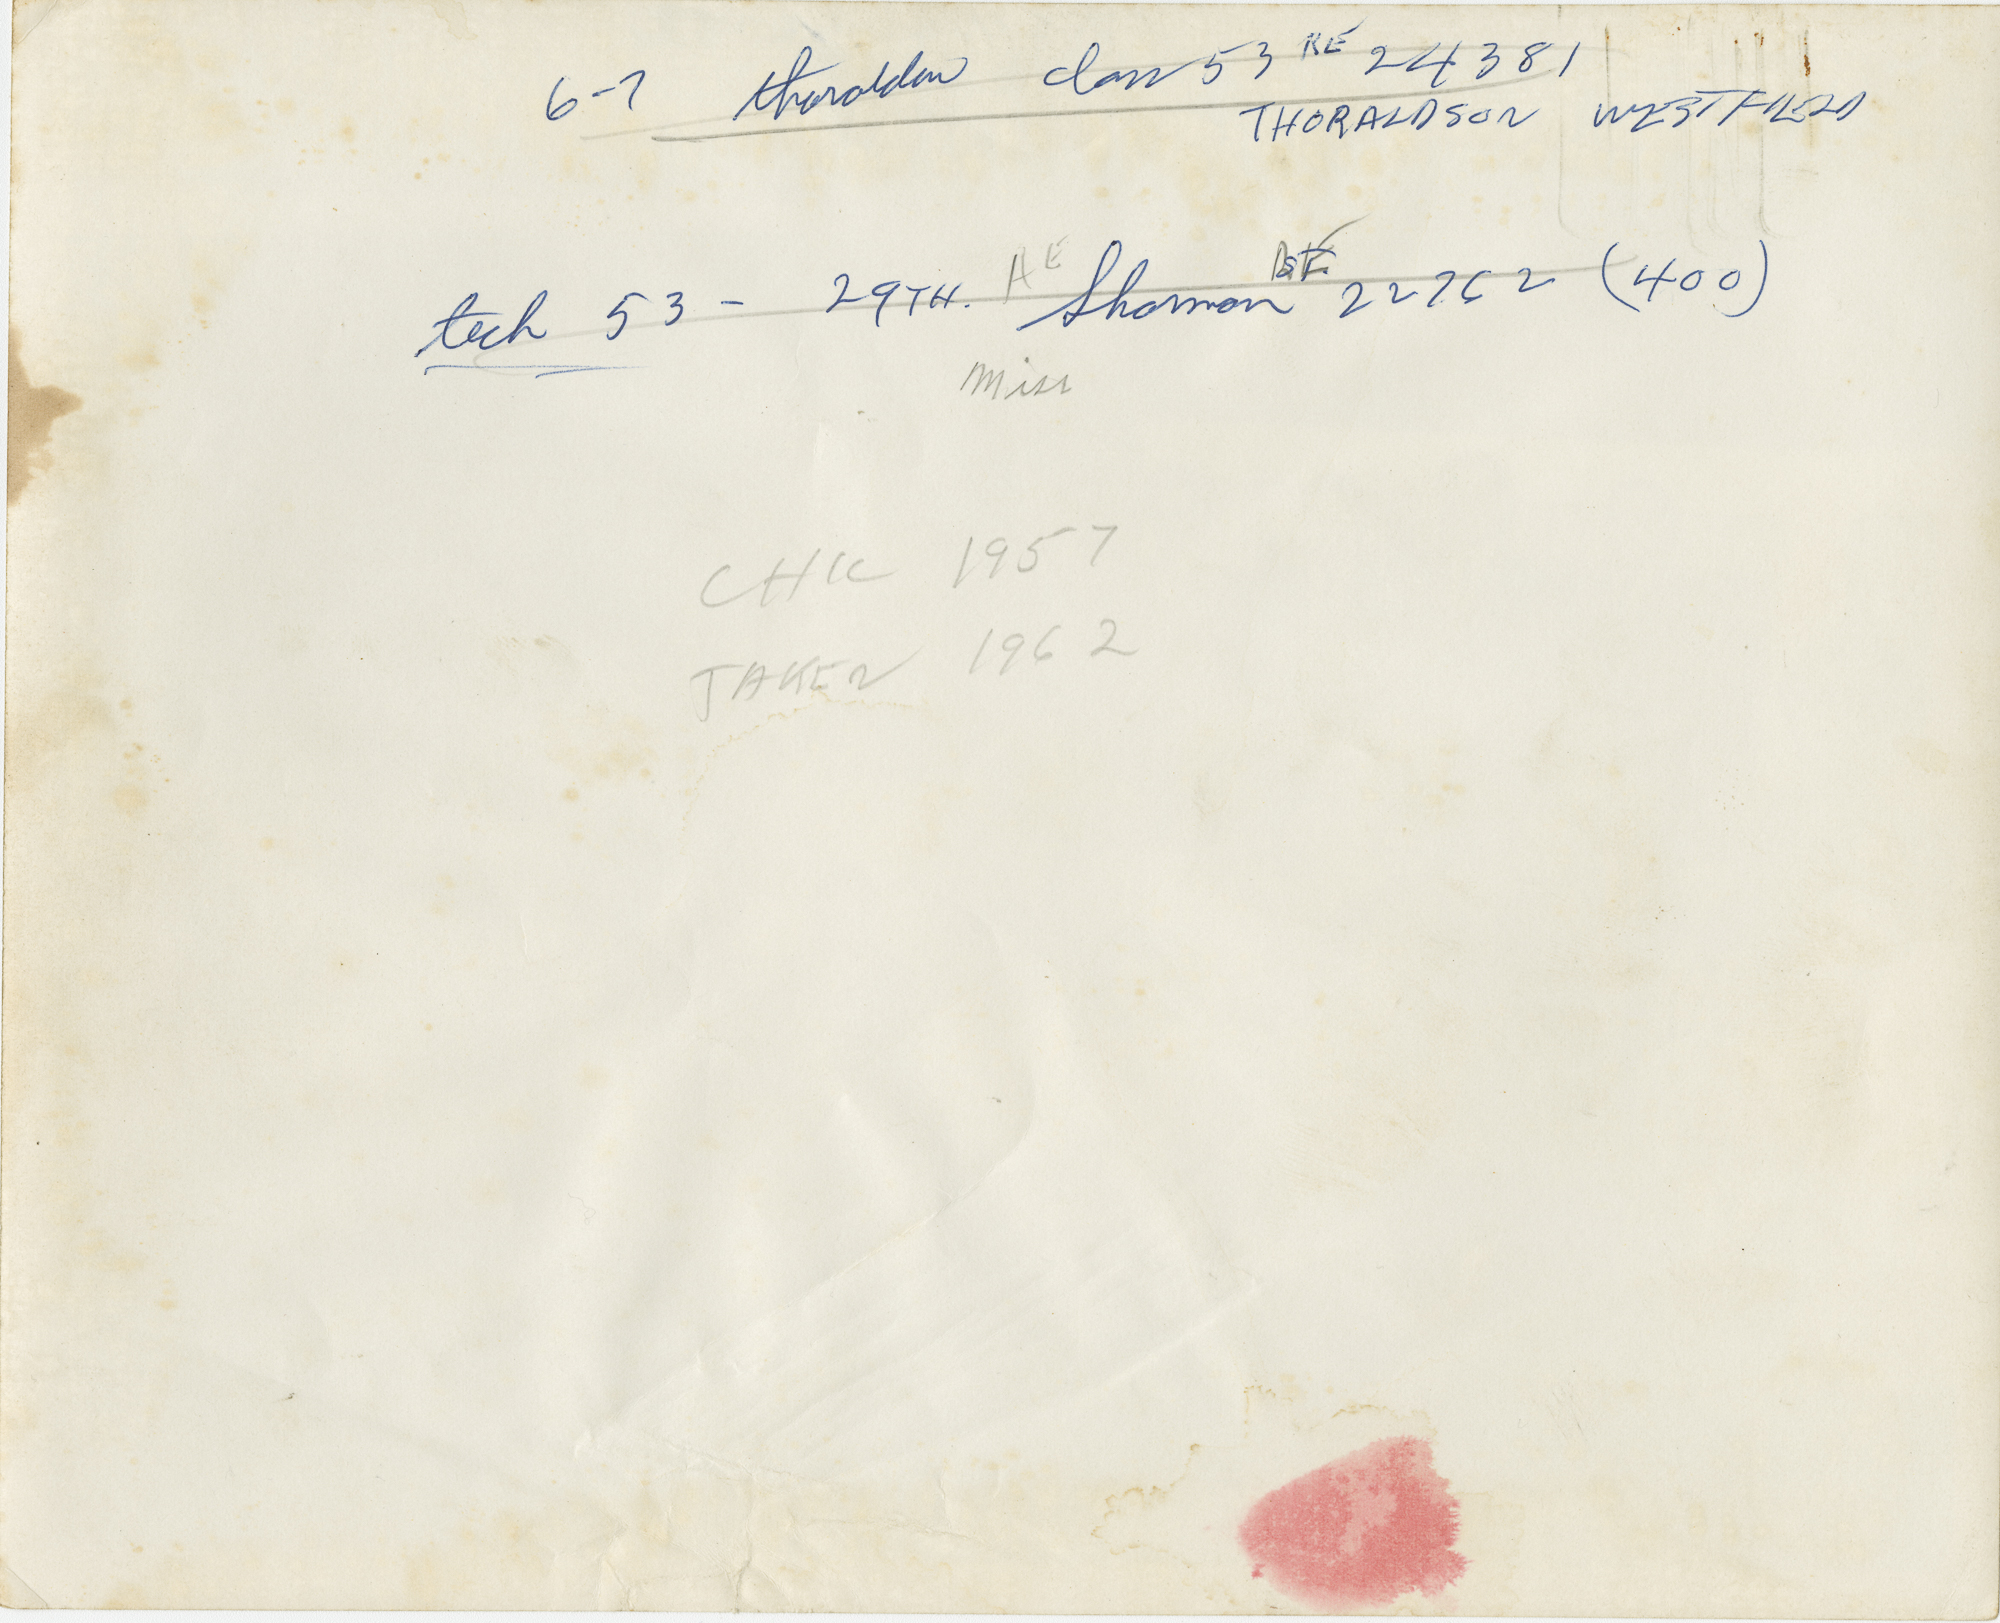 6-7 thoraldson class 53 RE 24381
THORALDSON WESTFIELD
tech 53 - 29TH. AE Shannon 22762 (400)
Miss
CHK 1957
TAKEN 1962